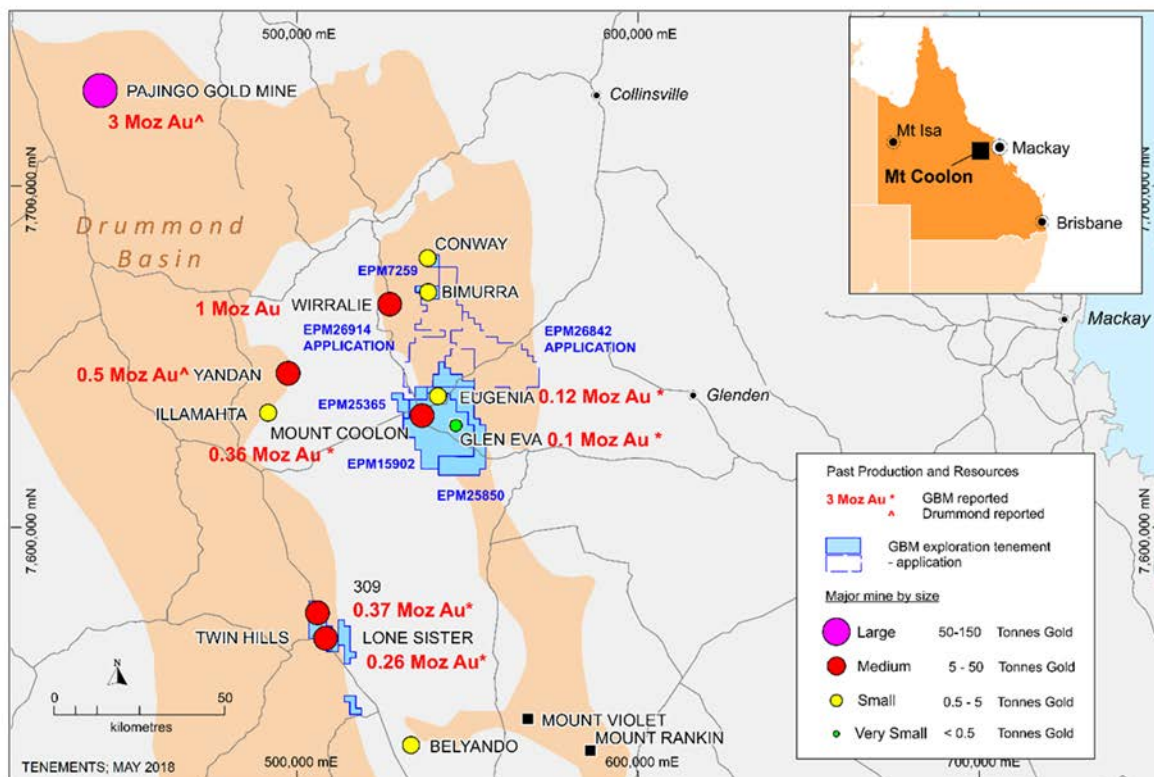 500,000 mE
600,000 mE
PAJINGO GOLD MINE
3 Moz Au^
Collinsville
Mt Isa
Mackay
Mt Coolon
Brisbane
7,700,000 mN
7,700,000 mN
Drummond
Basin
CONWAY
EPM7259
BIMURRA
1 Moz Au
WIRRALIE
EPM26914
APPLICATION
EPM26842
APPLICATION
Mackay
0.5 Moz Au^
YANDAN
EUGENIA
0.12 Moz Au *
Glenden
ILLAMAHTA
EPM25365
MOUNT COOLON
GLEN EVA
0.1 Moz Au *
0.36 Moz Au *
EPM15902
EPM25850
7,600,000 mN
7,600,000 mN
309
0.37 Moz Au*
TWIN HILLS
LONE SISTER
0.26 Moz Au*
N
0
50
kilometres
MOUNT VIOLET
MOUNT RANKIN
BELYANDO
TENEMENTS; MAY 2018
500,000 mE
600,000 mE
700,000 mE
Past Production and Resources
3 Moz Au *
GBM reported
^
Drummond reported
GBM exploration tenement
- application
Major mine by size
Large 50-150 Tonnes Gold
Medium 5 - 50 Tonnes Gold
Small 0.5 - 5 Tonnes Gold
Very Small < 0.5 Tonnes Gold